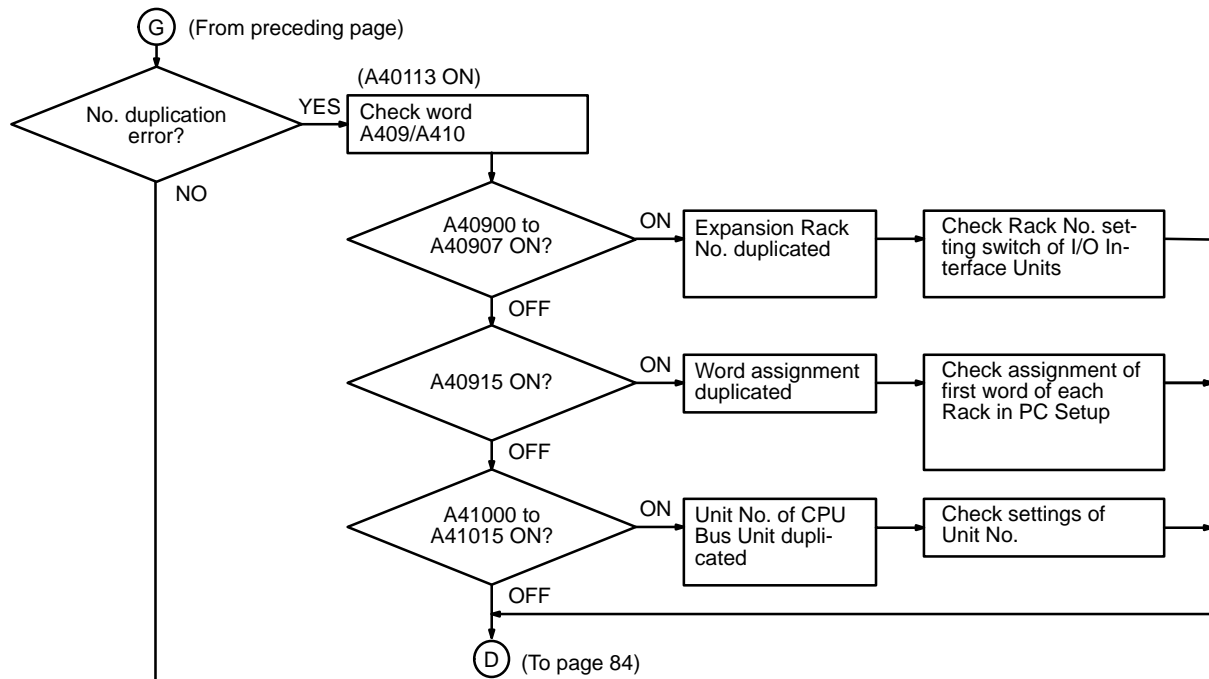 G (From preceding page)
(A40113 ON)
No. duplication
error?
YES
Check word
A409/A410
NO
A40900 to
A40907 ON?
ON
Expansion Rack
No. duplicated
Check Rack No. set-
ting switch of I/O In-
terface Units
OFF
A40915 ON?
ON
Word assignment
duplicated
Check assignment of
first word of each
Rack in PC Setup
OFF
A41000 to
A41015 ON?
ON
Unit No. of CPU
Bus Unit dupli-
cated
Check settings of
Unit No.
OFF
D (To page 84)